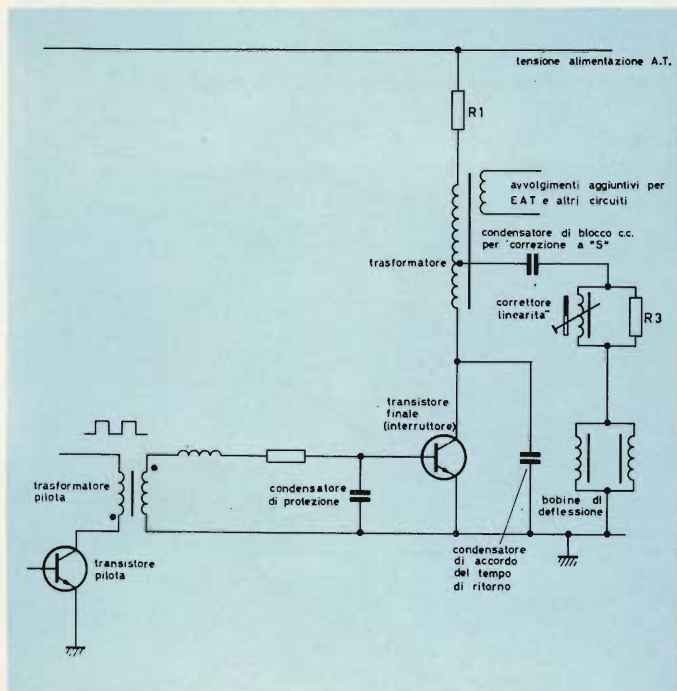 tensione alimentazione A.T.
R1
avvolgimenti aggiuntivi per
EAT e altri circuiti
condensatore di blocco c.c.
per correzione a "S"
trasformatore
correttore
linearita'
R3
transistore
finale
(interruttore)
trasformatore
pilota
condensatore
di protezione
bobine di
deflessione
transistore
pilota
condensatore
di accordo
del tempo
di ritorno